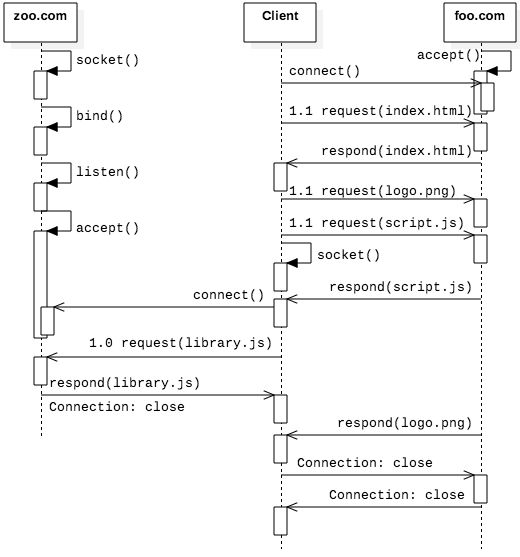 zoo.com
Client
foo.com
accept()
socket()
connect()
1.1 request(index.html)
bind()
respond(index.html)
listen()
1.1 request(logo.png)
1.1 request(script.js)
accept()
socket()
respond(script.js)
connect()
1.0 request(library.js)
respond(library.js)
Connection: close
respond(logo.png)
Connection: close
Connection: close